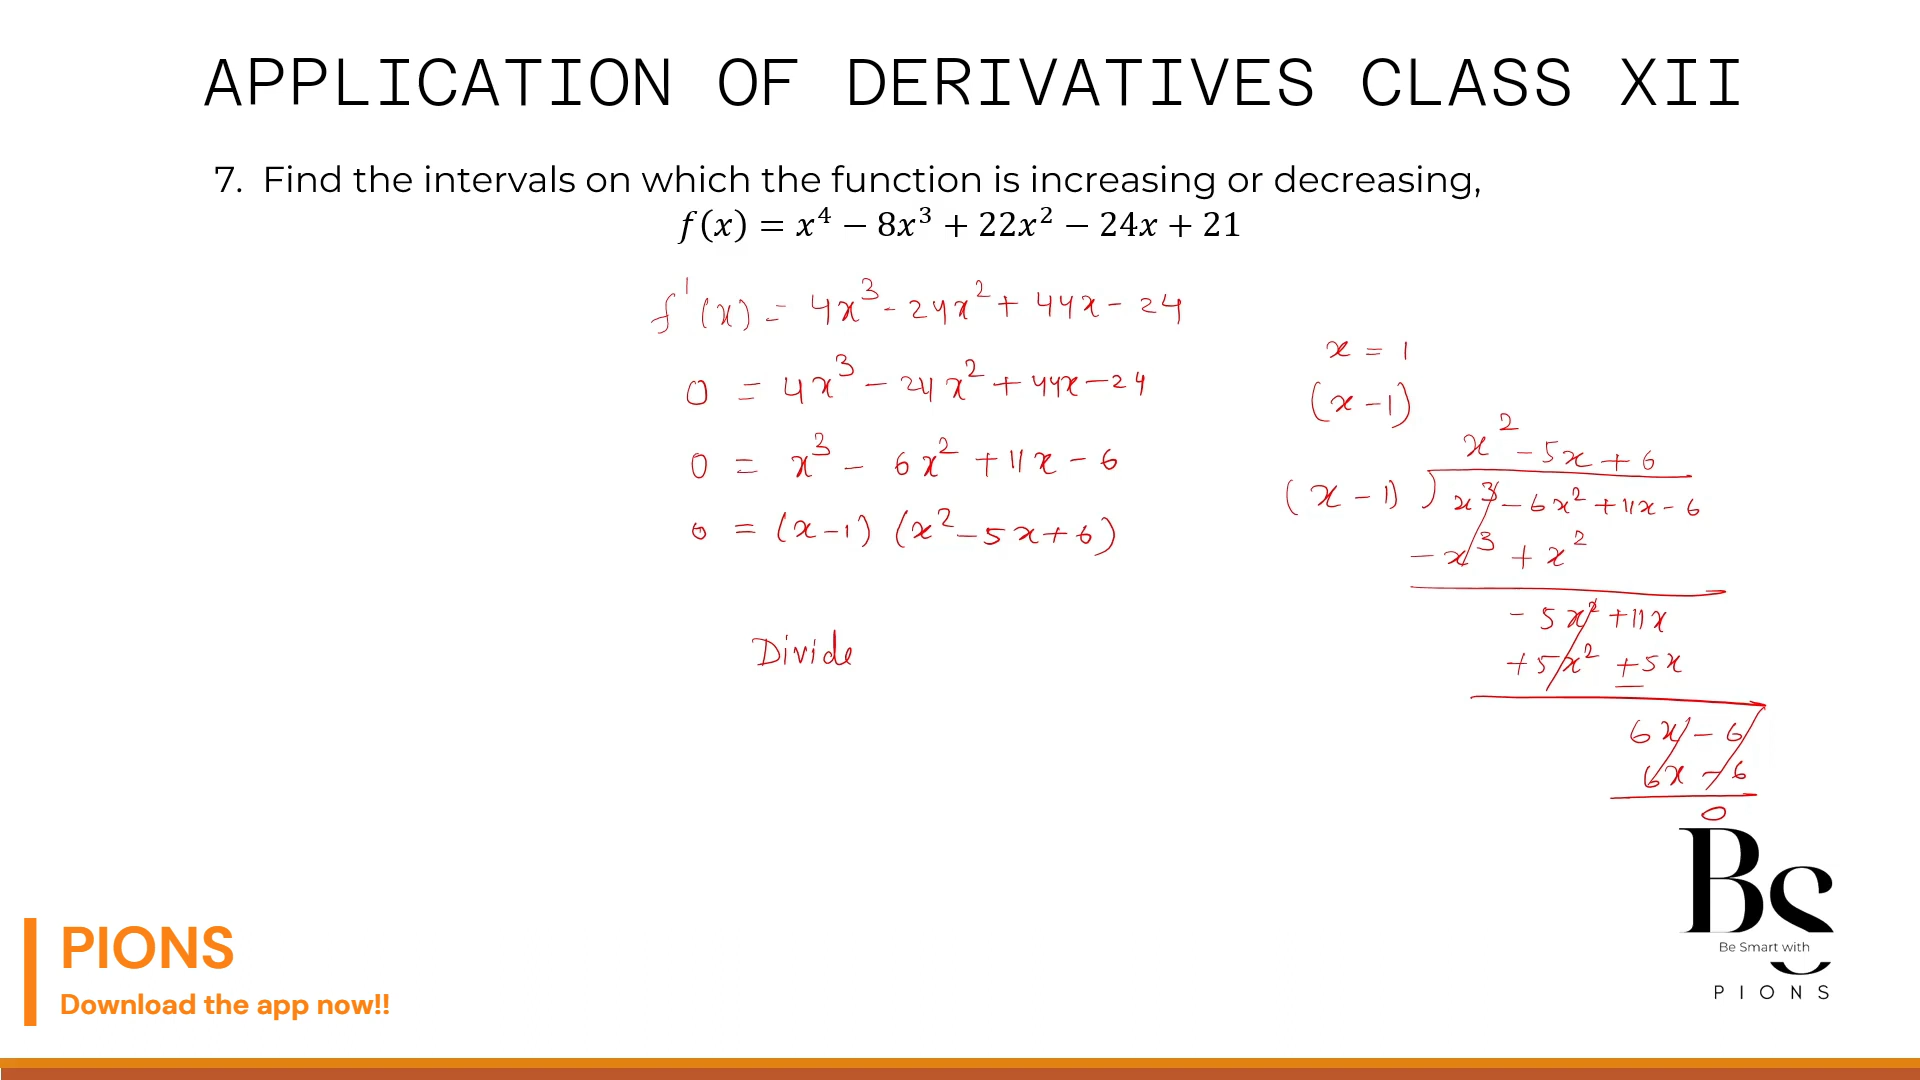 APPLICATION OF DERIVATIVES CLASS XII
7. Find the intervals on which the function is increasing or decreasing,
f(x) = x⁴ − 8x³ + 22x² − 24x + 21
f'(x) = 4x³ - 24x² + 44x - 24
0 = 4x³ - 24x² + 44x - 24
0 = x³ - 6x² + 11x - 6
0 = (x-1) (x² - 5x + 6)
Divide
x = 1
(x - 1)
x² - 5x + 6
(x - 1) ) x³ - 6x² + 11x - 6
- x³ + x²
- 5x² + 11x
+ 5x² + 5x
6x - 6
6x - 6
0
Bs
Be Smart with
PIONS
PIONS
Download the app now!!